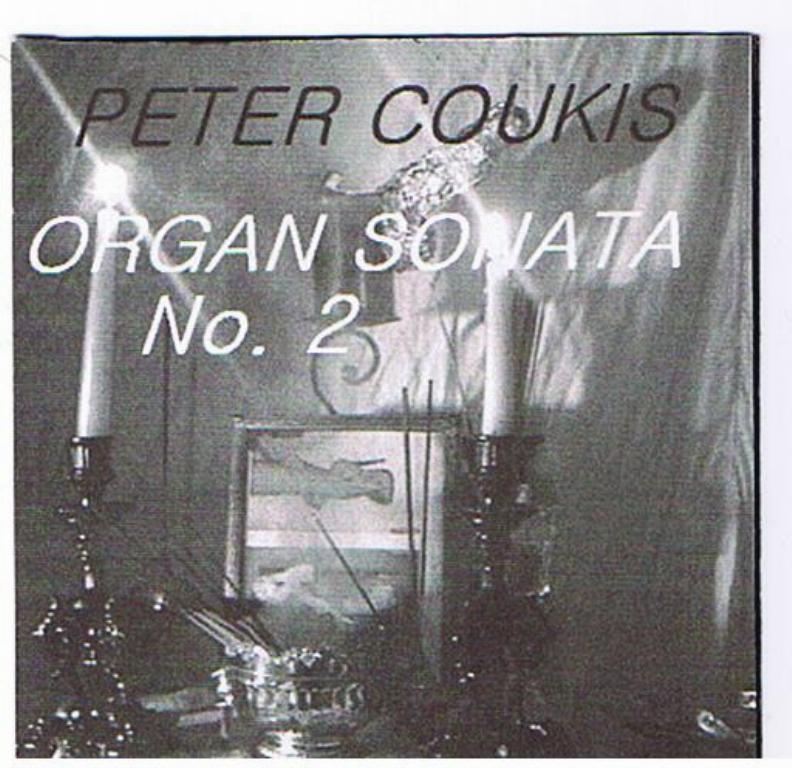 PETER COUKIS
ORGAN SONATA
No. 2